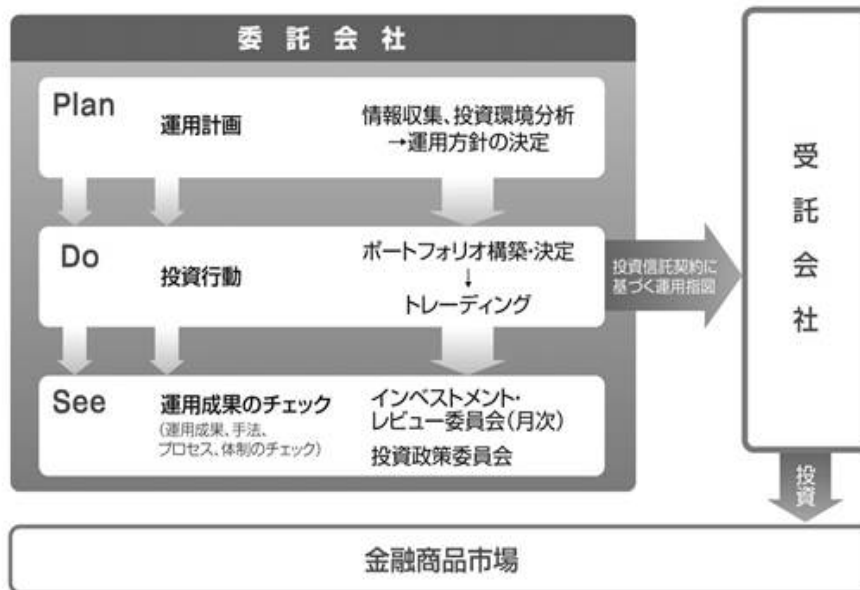 委託会社
Plan
運用計画
情報収集、投資環境分析
→運用方針の決定
Do
投資行動
ポートフォリオ構築・決定
↓
トレーディング
See
運用成果のチェック
(運用成果、手法、
プロセス、体制のチェック)
インベストメント・
レビュー委員会(月次)
投資政策委員会
投資信託契約に
基づく運用指図
受託会社
投資
金融商品市場